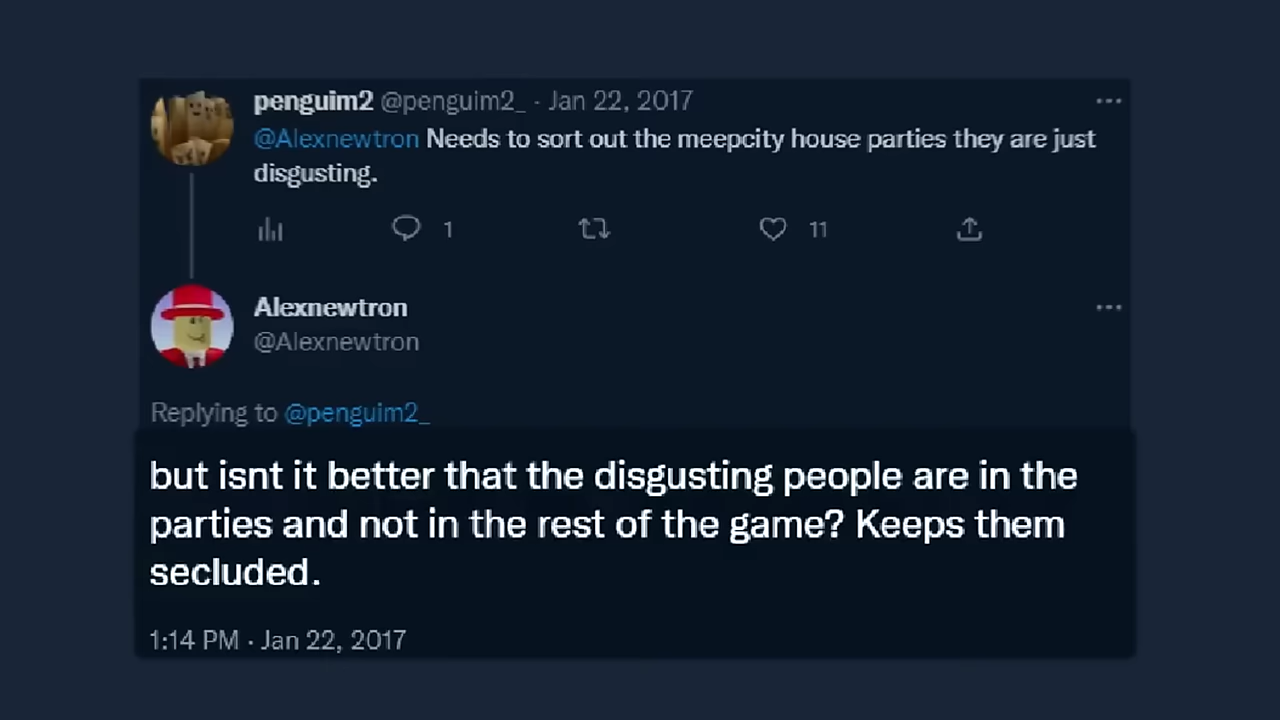 penguim2 @penguim2_ · Jan 22, 2017
@Alexnewtron Needs to sort out the meepcity house parties they are just
disgusting.
1 11
Alexnewtron
@Alexnewtron
Replying to @penguim2_
but isnt it better that the disgusting people are in the
parties and not in the rest of the game? Keeps them
secluded.
1:14 PM · Jan 22, 2017